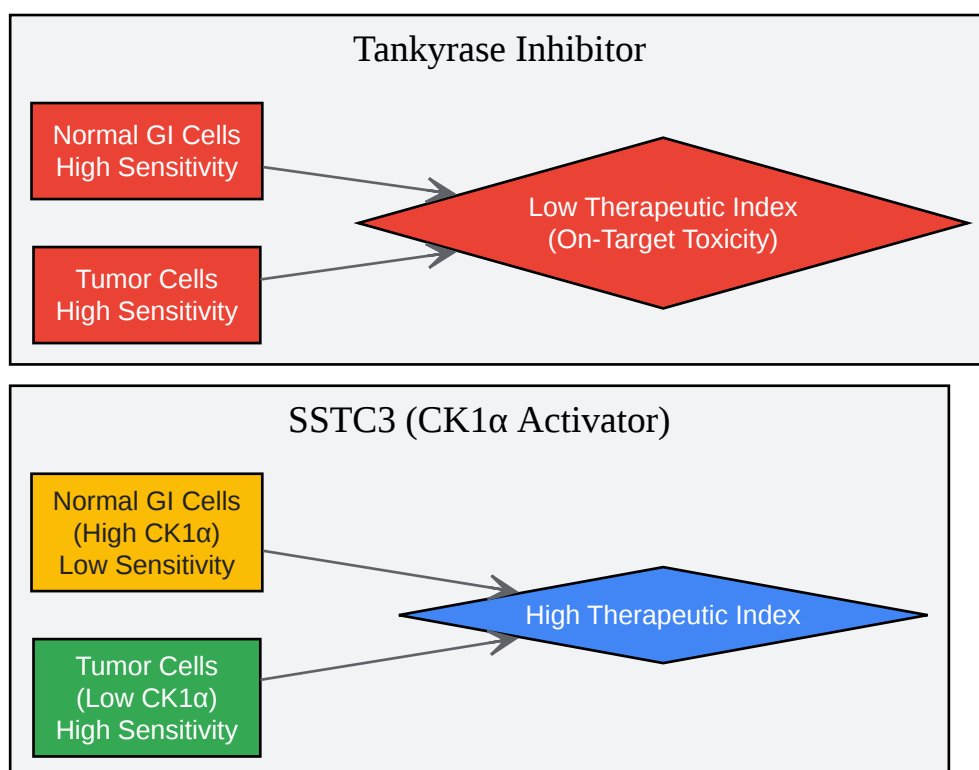 Tankyrase Inhibitor
Normal GI Cells
High Sensitivity
Low Therapeutic Index
(On-Target Toxicity)
Tumor Cells
High Sensitivity
SSTC3 (CK1α Activator)
Normal GI Cells
(High CK1α)
Low Sensitivity
High Therapeutic Index
Tumor Cells
(Low CK1α)
High Sensitivity